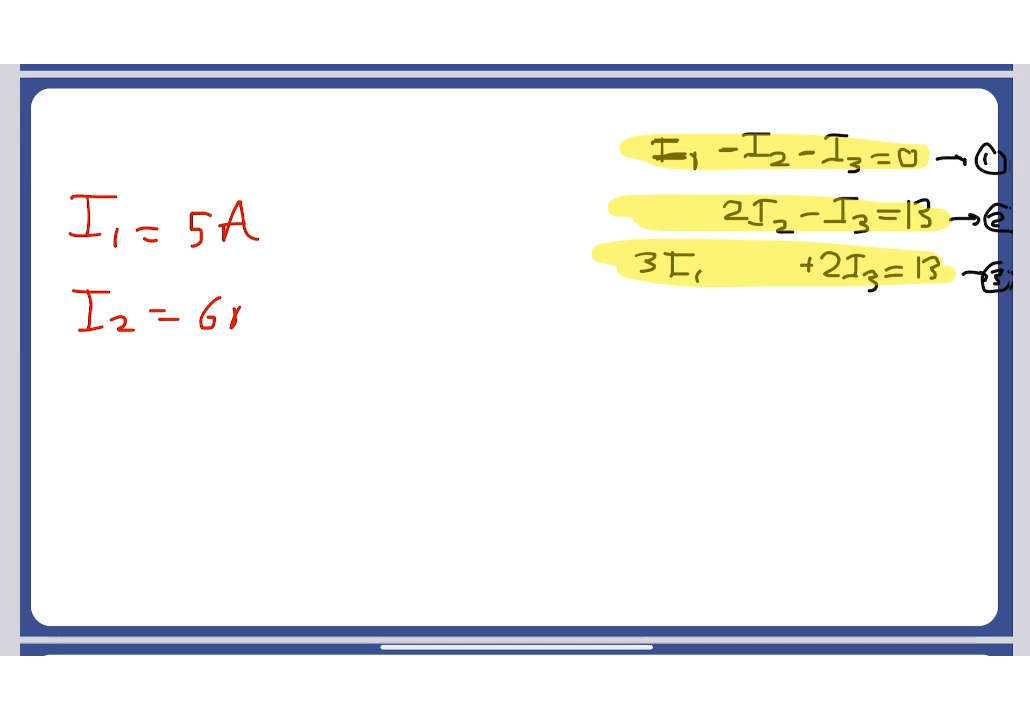 I₁ - I₂ - I₃ = 0 → ①
2I₂ - I₃ = 13 → ②
3I₁ + 2I₃ = 13 → ③
I₁ = 5A
I₂ = 6